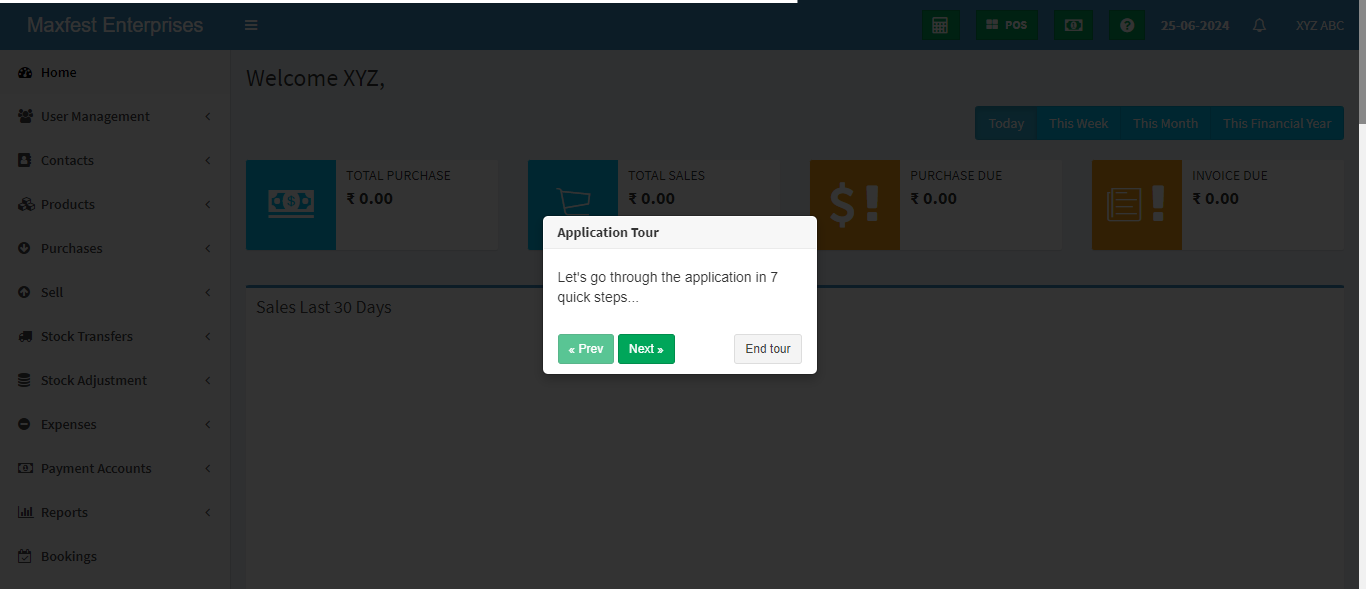 Maxfest Enterprises
POS
25-06-2024
XYZ ABC
Home
User Management
Contacts
Products
Purchases
Sell
Stock Transfers
Stock Adjustment
Expenses
Payment Accounts
Reports
Bookings
Welcome XYZ,
Today This Week This Month This Financial Year
TOTAL PURCHASE
₹ 0.00
TOTAL SALES
₹ 0.00
PURCHASE DUE
₹ 0.00
INVOICE DUE
₹ 0.00
Sales Last 30 Days
Application Tour
Let's go through the application in 7
quick steps...
« Prev Next » End tour